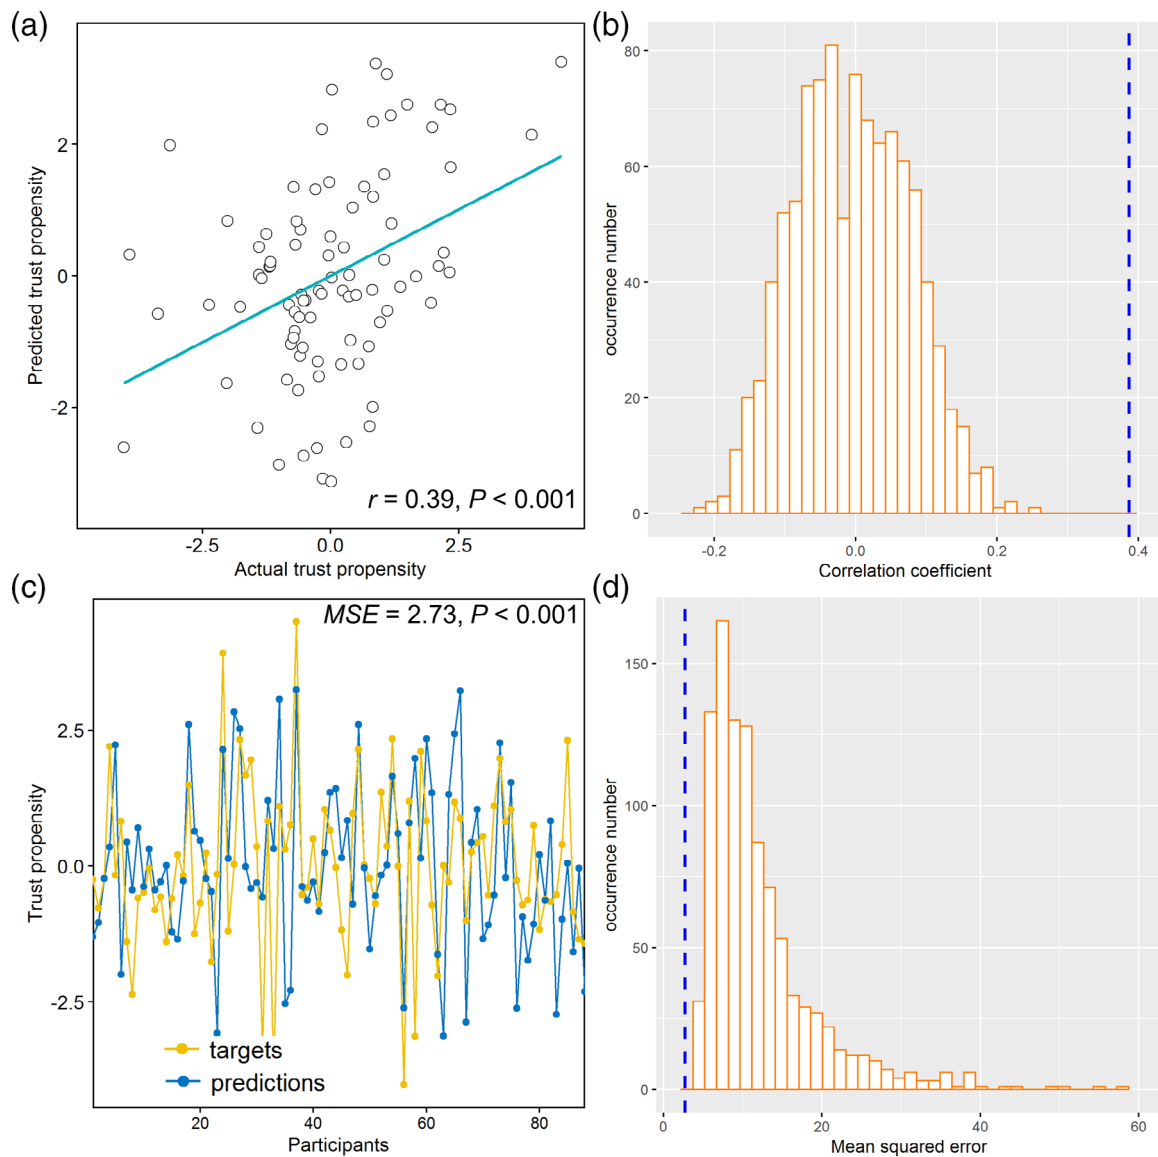 (a)
Predicted trust propensity
2
0
-2
r = 0.39, P < 0.001
-2.5
0.0
2.5
Actual trust propensity
(b)
occurrence number
80
60
40
20
0
-0.2
0.0
0.2
0.4
Correlation coefficient
(c)
MSE = 2.73, P < 0.001
Trust propensity
2.5
0.0
-2.5
targets
predictions
20
40
60
80
Participants
(d)
occurrence number
150
100
50
0
0
20
40
60
Mean squared error